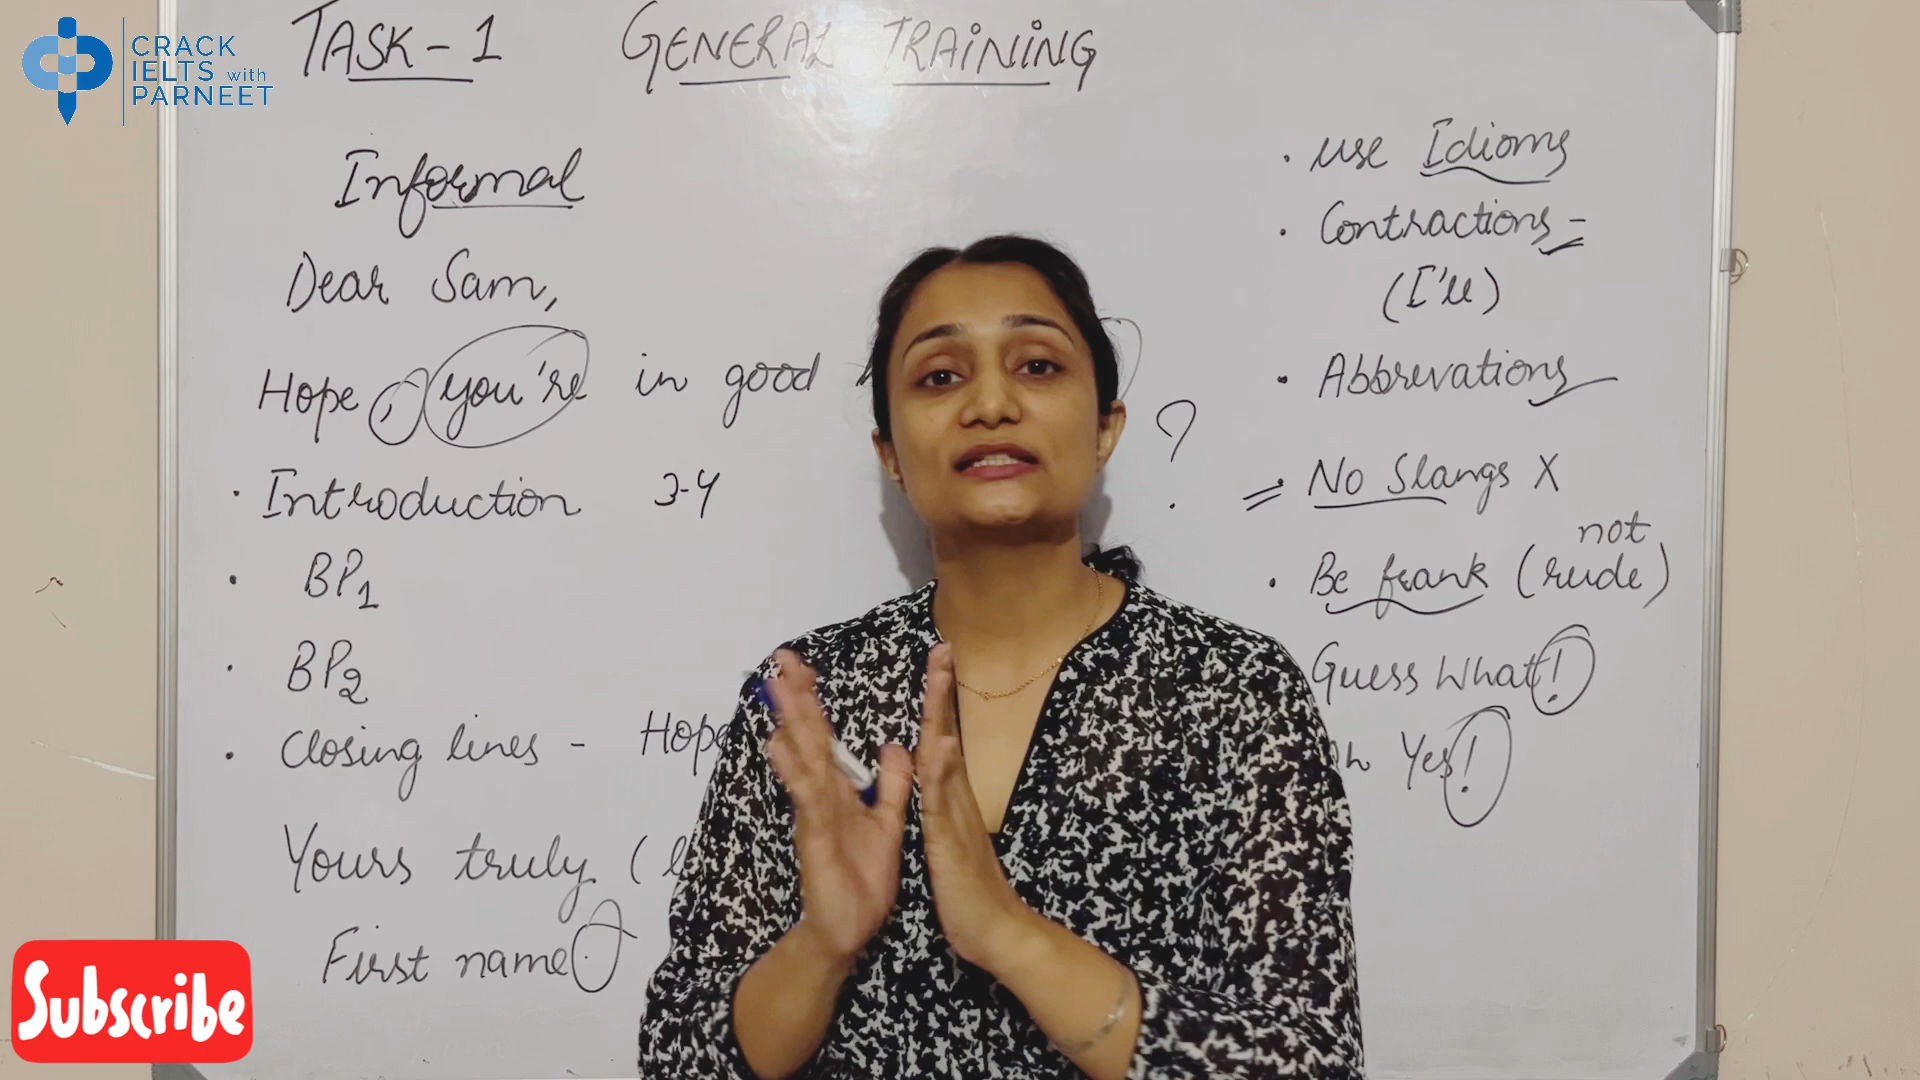 CRACK
IELTS with
PARNEET
TASK-1 GENERAL TRAINING
Informal
Dear Sam,
Hope, you're in good
?
· Introduction 3-4
· BP1
· BP2
· Closing lines - Hope
Yours truly (
First name.
· use Idioms
· Contractions -
(I'll)
· Abbrevations
· No Slangs X
not
· Be frank (rude)
Guess What!
Yes!
Subscribe